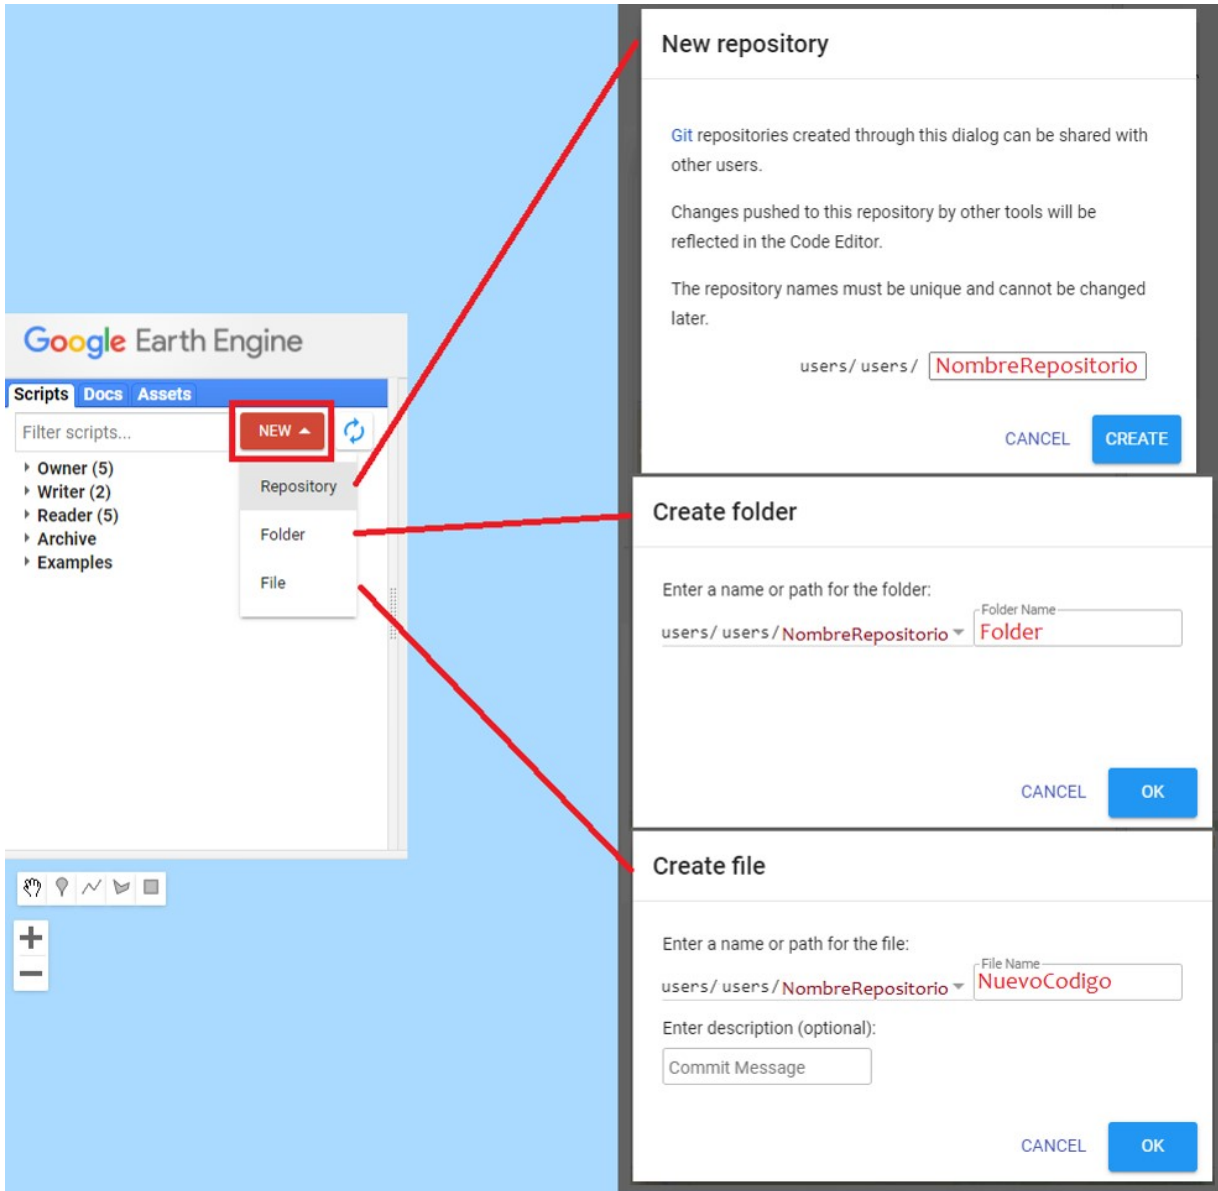 Google Earth Engine
Scripts Docs Assets
Filter scripts... NEW
Owner (5)
Writer (2)
Reader (5)
Archive
Examples
Repository
Folder
File
New repository
Git repositories created through this dialog can be shared with
other users.
Changes pushed to this repository by other tools will be
reflected in the Code Editor.
The repository names must be unique and cannot be changed
later.
users/users/ NombreRepositorio
CANCEL CREATE
Create folder
Enter a name or path for the folder:
Folder Name
users/users/NombreRepositorio Folder
CANCEL OK
Create file
Enter a name or path for the file:
File Name
users/users/NombreRepositorio NuevoCodigo
Enter description (optional):
Commit Message
CANCEL OK